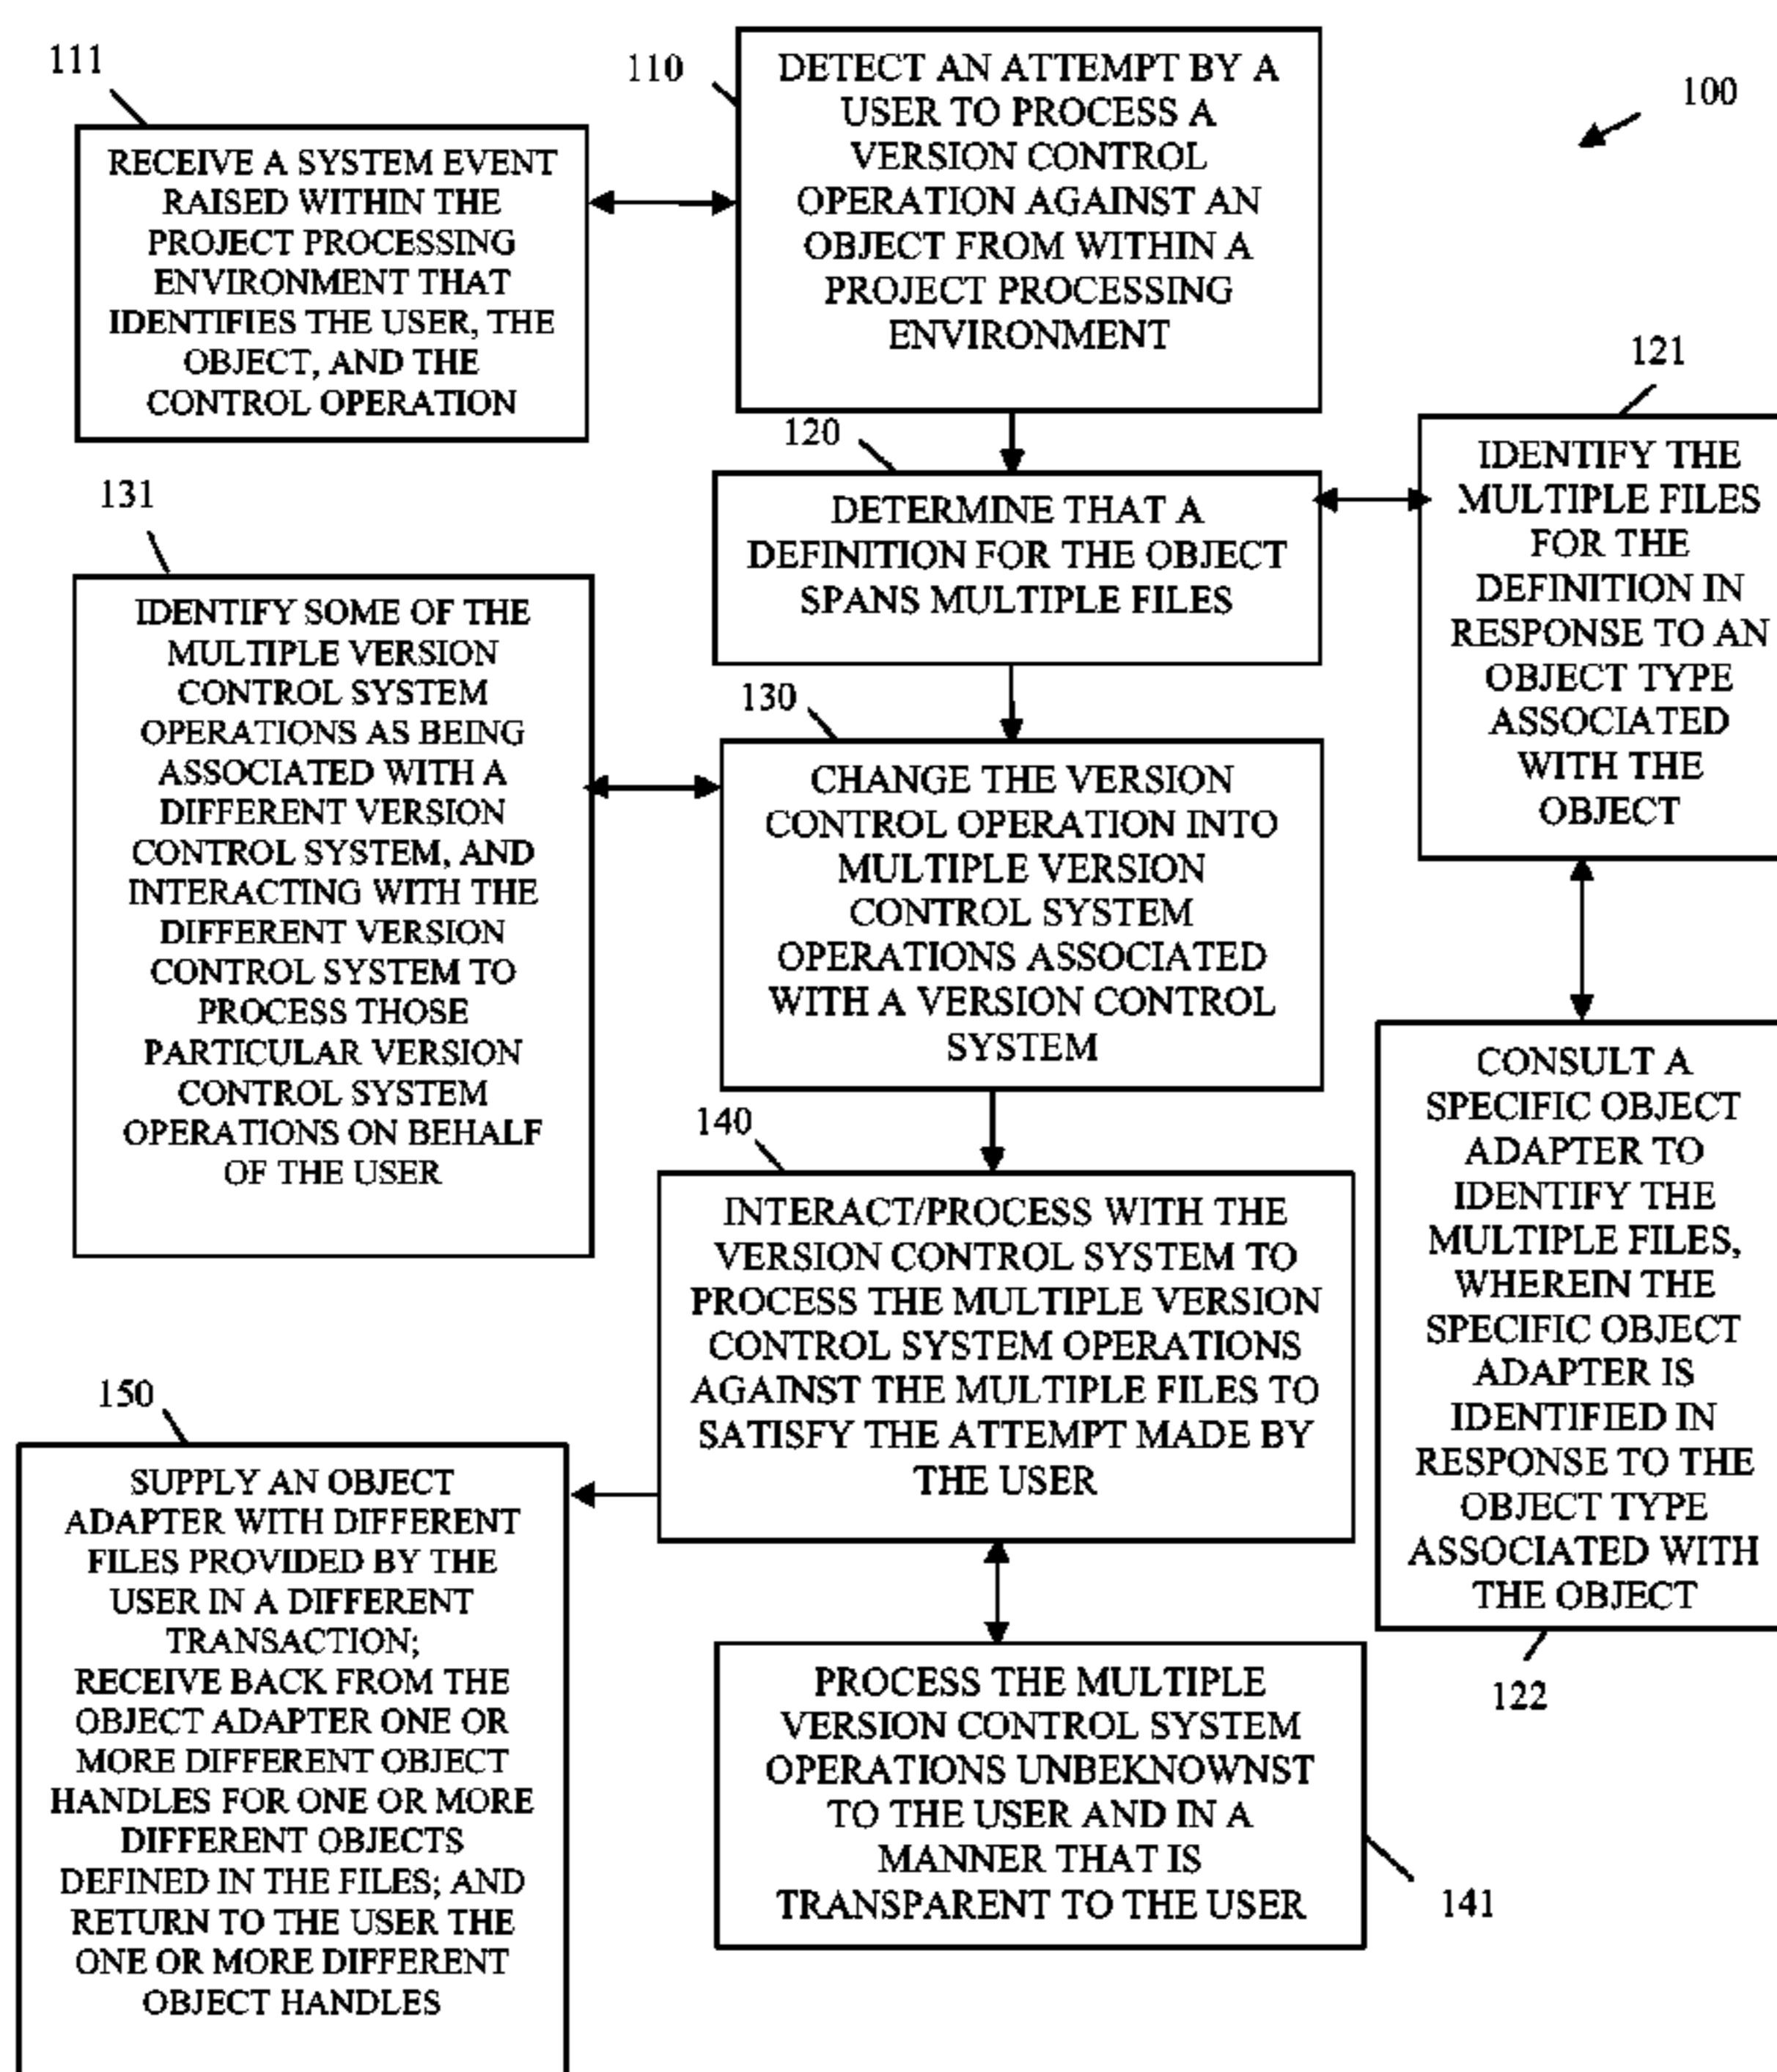 111
110
DETECT AN ATTEMPT BY A
USER TO PROCESS A
VERSION CONTROL
OPERATION AGAINST AN
OBJECT FROM WITHIN A
PROJECT PROCESSING
ENVIRONMENT
100
RECEIVE A SYSTEM EVENT
RAISED WITHIN THE
PROJECT PROCESSING
ENVIRONMENT THAT
IDENTIFIES THE USER, THE
OBJECT, AND THE
CONTROL OPERATION
120
DETERMINE THAT A
DEFINITION FOR THE OBJECT
SPANS MULTIPLE FILES
121
IDENTIFY THE
MULTIPLE FILES
FOR THE
DEFINITION IN
RESPONSE TO AN
OBJECT TYPE
ASSOCIATED
WITH THE
OBJECT
131
IDENTIFY SOME OF THE
MULTIPLE VERSION
CONTROL SYSTEM
OPERATIONS AS BEING
ASSOCIATED WITH A
DIFFERENT VERSION
CONTROL SYSTEM, AND
INTERACTING WITH THE
DIFFERENT VERSION
CONTROL SYSTEM TO
PROCESS THOSE
PARTICULAR VERSION
CONTROL SYSTEM
OPERATIONS ON BEHALF
OF THE USER
130
CHANGE THE VERSION
CONTROL OPERATION INTO
MULTIPLE VERSION
CONTROL SYSTEM
OPERATIONS ASSOCIATED
WITH A VERSION CONTROL
SYSTEM
CONSULT A
SPECIFIC OBJECT
ADAPTER TO
IDENTIFY THE
MULTIPLE FILES,
WHEREIN THE
SPECIFIC OBJECT
ADAPTER IS
IDENTIFIED IN
RESPONSE TO THE
OBJECT TYPE
ASSOCIATED WITH
THE OBJECT
122
140
INTERACT/PROCESS WITH THE
VERSION CONTROL SYSTEM TO
PROCESS THE MULTIPLE VERSION
CONTROL SYSTEM OPERATIONS
AGAINST THE MULTIPLE FILES TO
SATISFY THE ATTEMPT MADE BY
THE USER
150
SUPPLY AN OBJECT
ADAPTER WITH DIFFERENT
FILES PROVIDED BY THE
USER IN A DIFFERENT
TRANSACTION;
RECEIVE BACK FROM THE
OBJECT ADAPTER ONE OR
MORE DIFFERENT OBJECT
HANDLES FOR ONE OR MORE
DIFFERENT OBJECTS
DEFINED IN THE FILES; AND
RETURN TO THE USER THE
ONE OR MORE DIFFERENT
OBJECT HANDLES
PROCESS THE MULTIPLE
VERSION CONTROL SYSTEM
OPERATIONS UNBEKNOWNST
TO THE USER AND IN A
MANNER THAT IS
TRANSPARENT TO THE USER
141